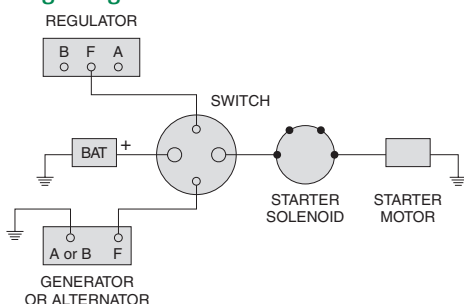 REGULATOR
B F A
SWITCH
BAT +
STARTER
SOLENOID
STARTER
MOTOR
A or B F
GENERATOR
OR ALTERNATOR